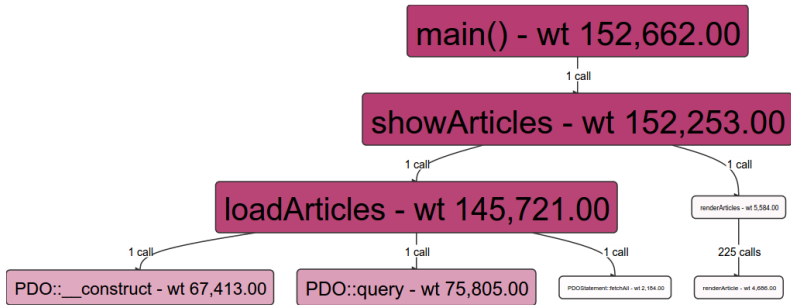 main() - wt 152,662.00
1 call
showArticles - wt 152,253.00
1 call
1 call
loadArticles - wt 145,721.00
renderArticles - wt 5,584.00
1 call
1 call
1 call
225 calls
PDO::__construct - wt 67,413.00
PDO::query - wt 75,805.00
PDOStatement::fetchAll - wt 2,164.00
renderArticle - wt 4,686.00